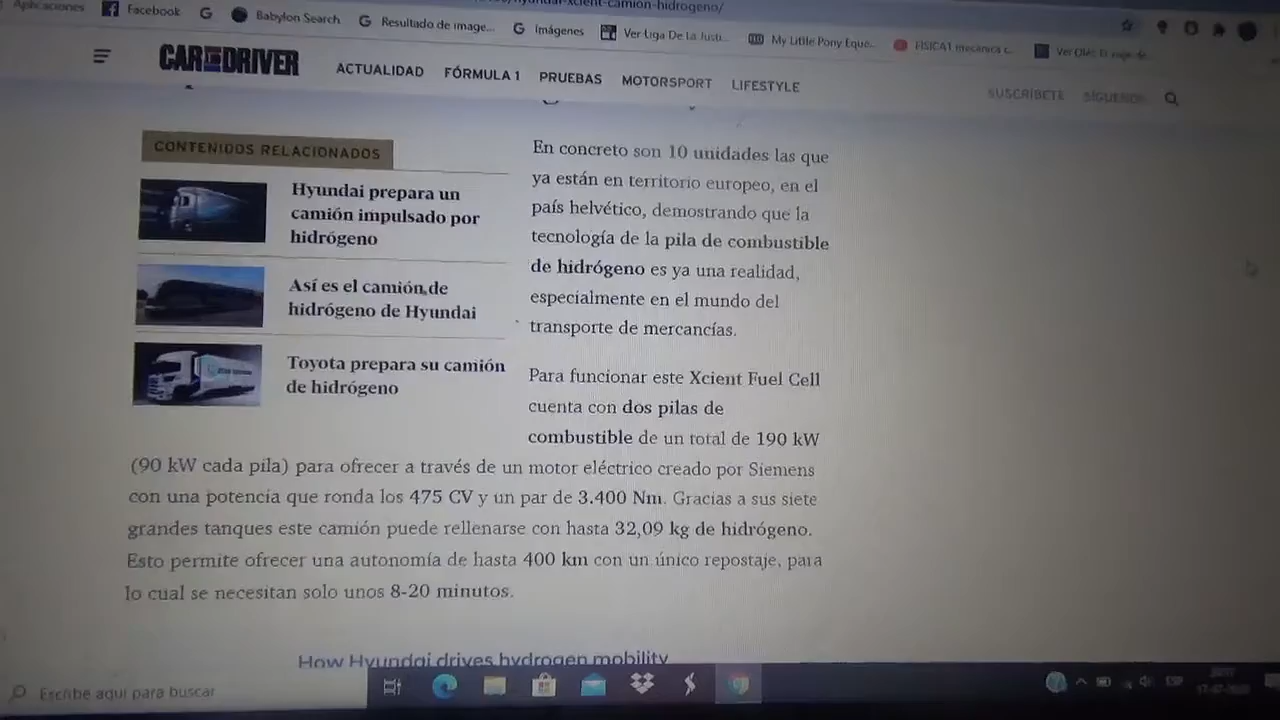 Aplicaciones Facebook Babylon Search Resultado de image... Imágenes Ver Liga De La Justi... My Little Pony Eque... FISICA1 mecánica c...
xcient-camion-hidrogeno/
CAR DRIVER ACTUALIDAD FÓRMULA 1 PRUEBAS MOTORSPORT LIFESTYLE SUSCRÍBETE SÍGUENOS
CONTENIDOS RELACIONADOS
Hyundai prepara un
camión impulsado por
hidrógeno
Así es el camión de
hidrógeno de Hyundai
Toyota prepara su camión
de hidrógeno
En concreto son 10 unidades las que
ya están en territorio europeo, en el
país helvético, demostrando que la
tecnología de la pila de combustible
de hidrógeno es ya una realidad,
especialmente en el mundo del
transporte de mercancías.
Para funcionar este Xcient Fuel Cell
cuenta con dos pilas de
combustible de un total de 190 kW
(90 kW cada pila) para ofrecer a través de un motor eléctrico creado por Siemens
con una potencia que ronda los 475 CV y un par de 3.400 Nm. Gracias a sus siete
grandes tanques este camión puede rellenarse con hasta 32,09 kg de hidrógeno.
Esto permite ofrecer una autonomía de hasta 400 km con un único repostaje, para
lo cual se necesitan solo unos 8-20 minutos.
How Hyundai drives hydrogen mobility
Escribe aquí para buscar
ESP